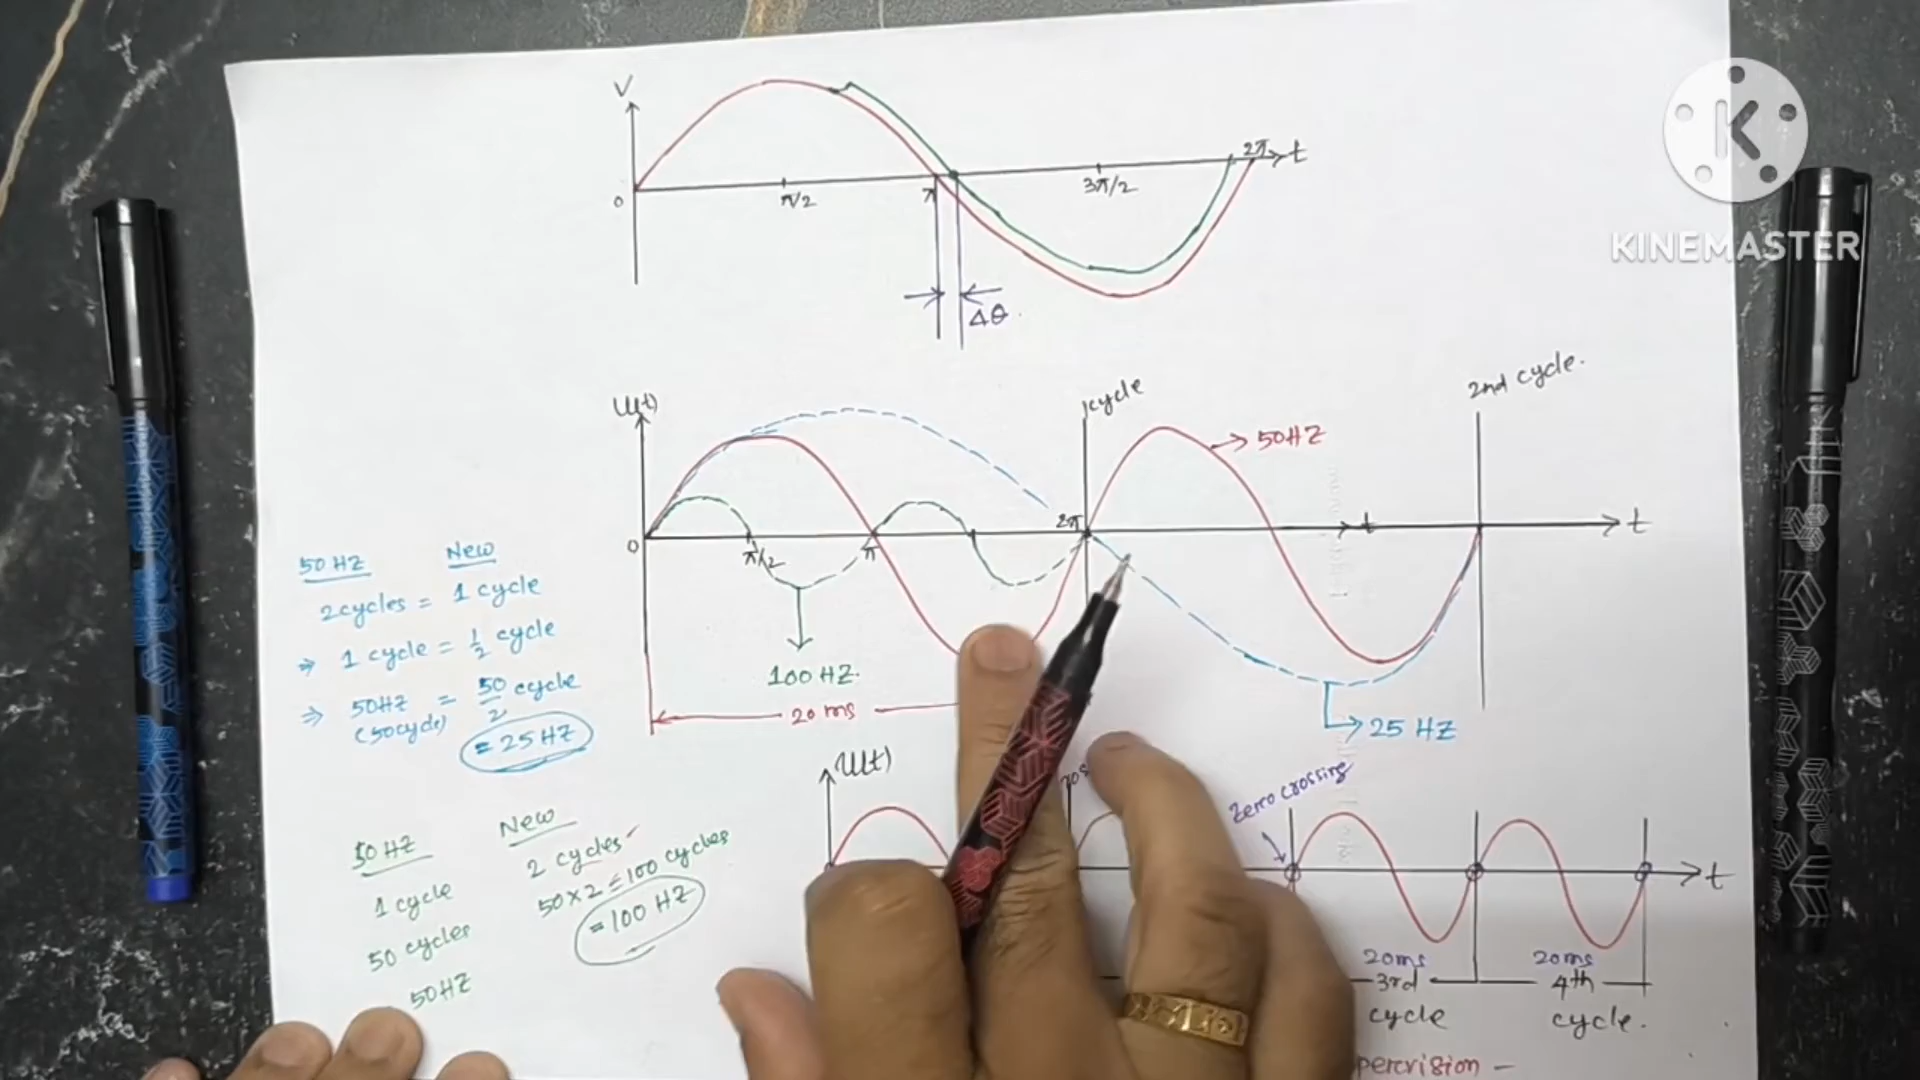 V
KINEMASTER
0
π/2
π
3π/2
2π
t
Δθ
U(t)
cycle
2nd cycle.
50HZ
0
π/2
π
2π
t
t
100 HZ.
20 ms
25 HZ
50 HZ New
2cycles = 1 cycle
⇒ 1 cycle = 1/2 cycle
⇒ 50HZ = 50/2 cycle
(50cycle)
= 25 HZ
50 HZ New
1 cycle 2 cycles
50 cycles 50×2 = 100 cycles
50HZ = 100 HZ
U(t)
Zero crossing
t
20ms 20ms
3rd 4th
cycle cycle.